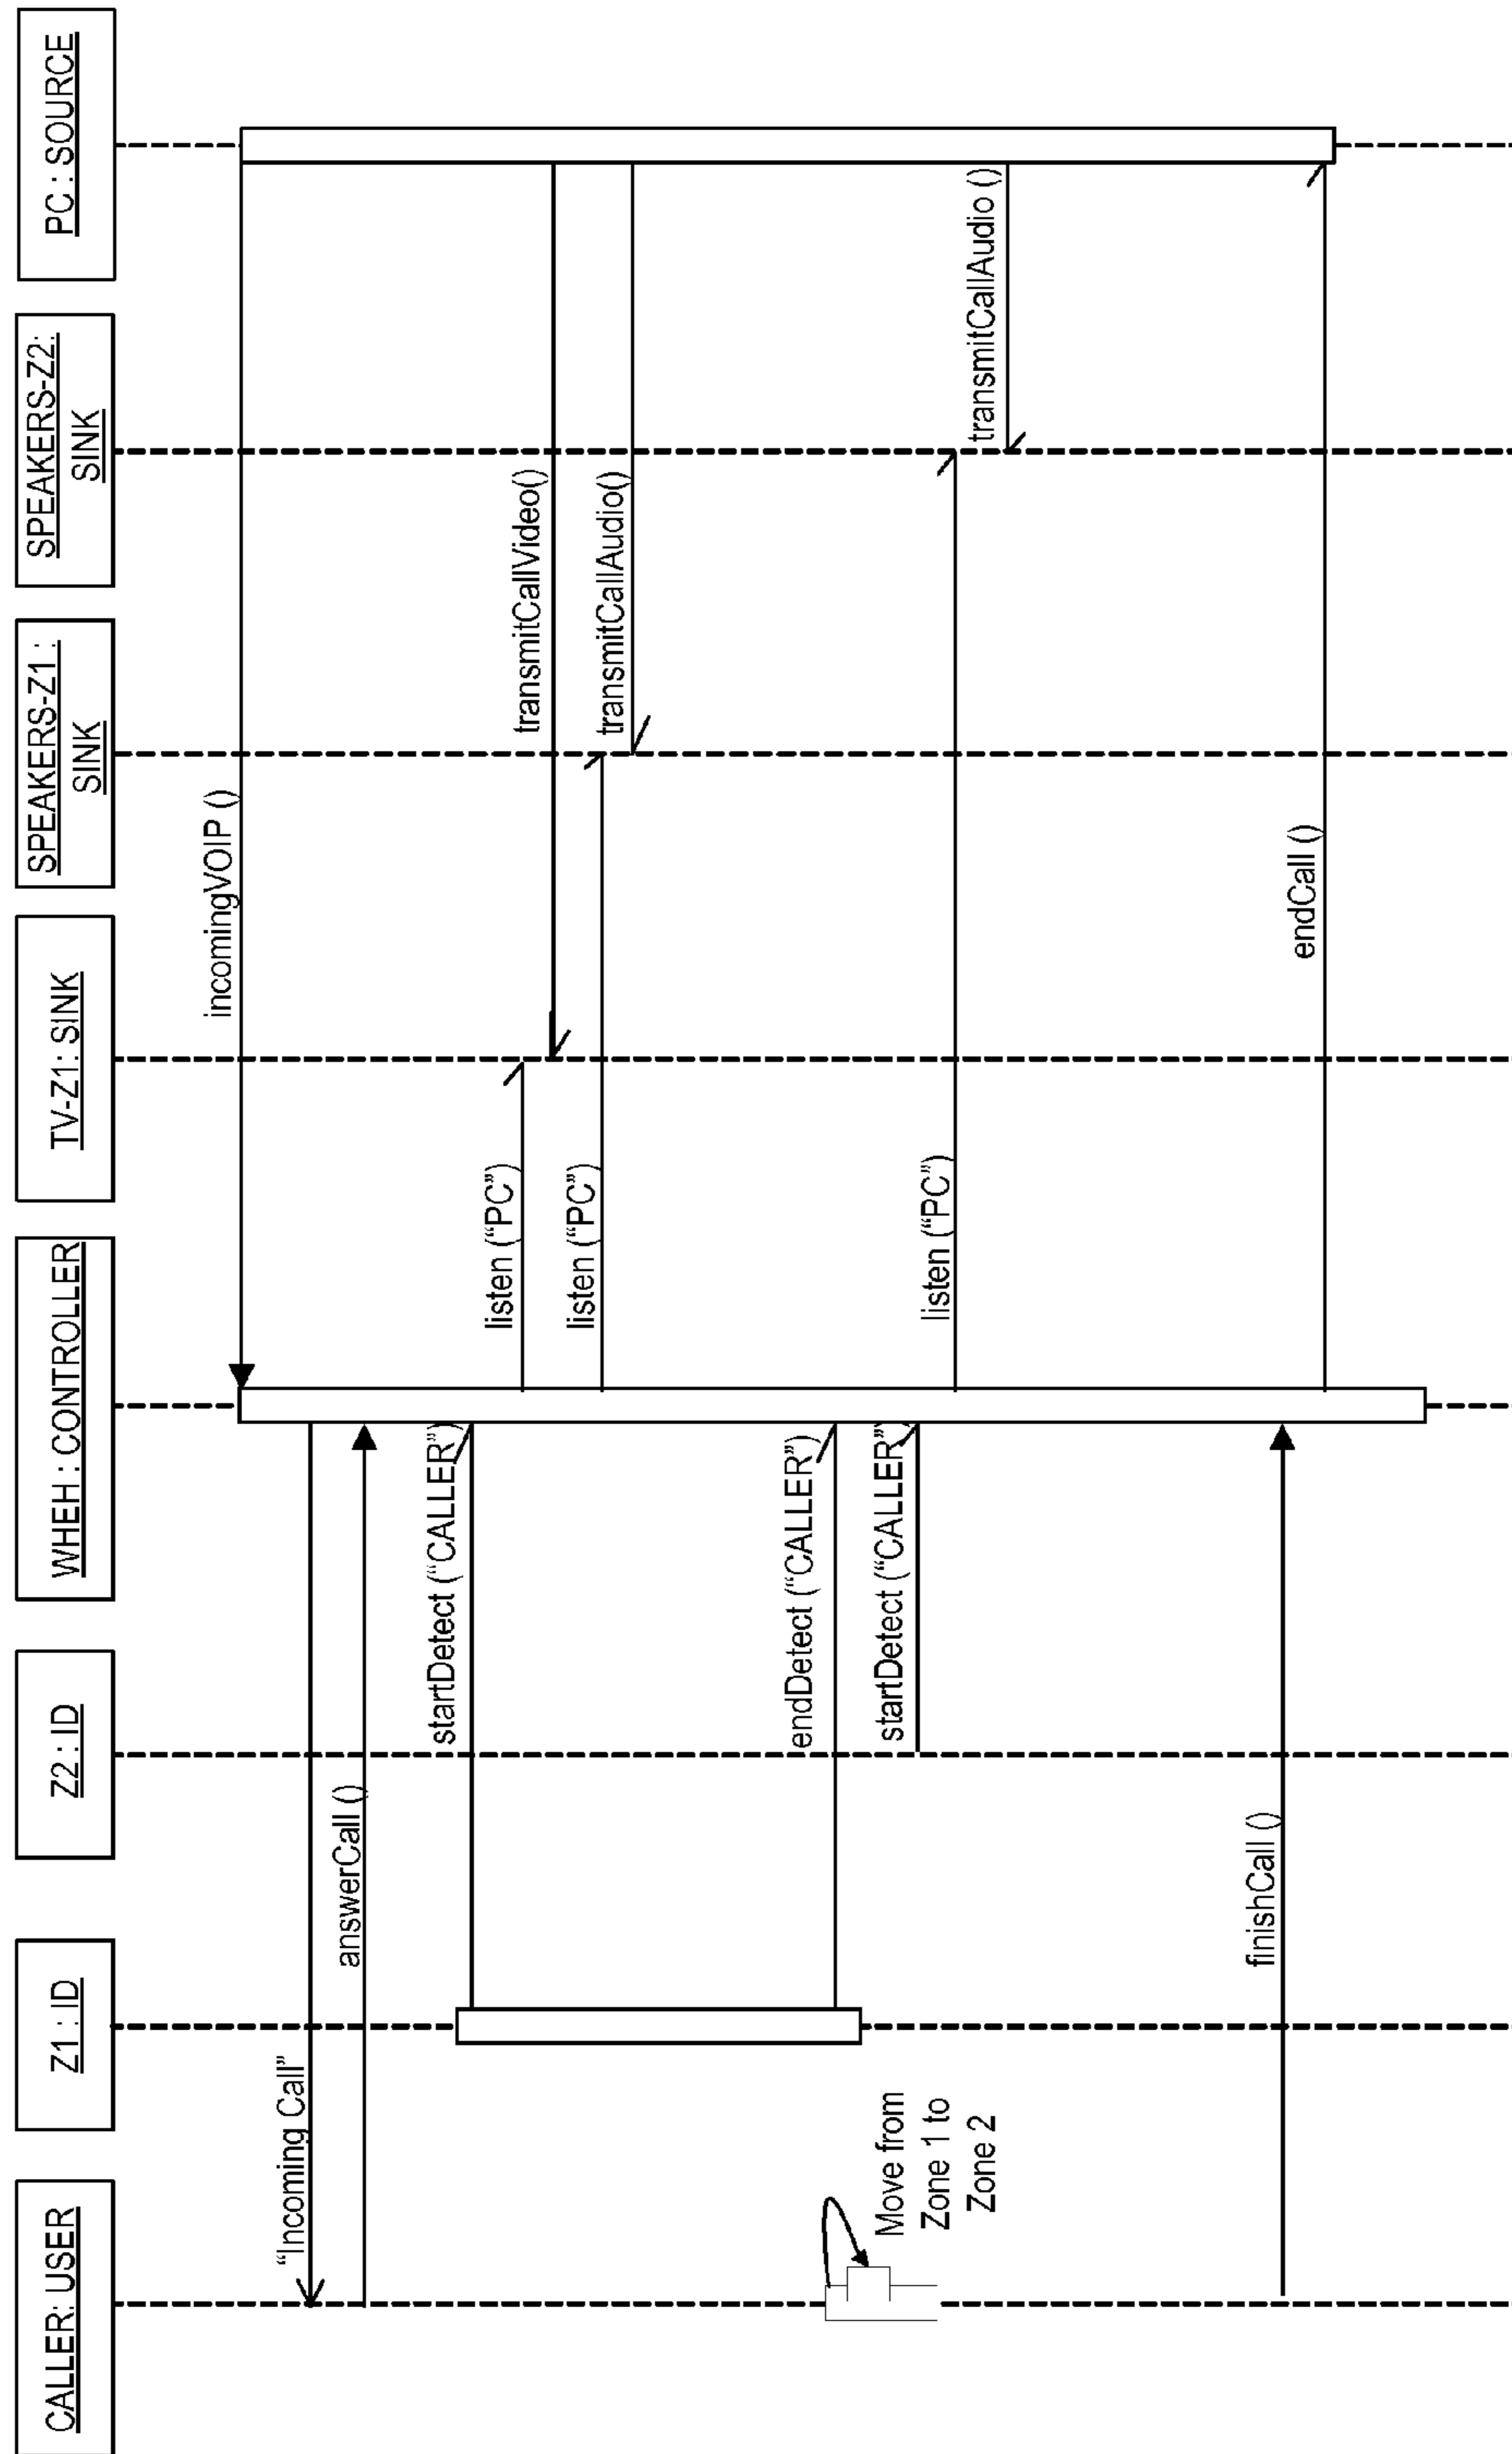 CALLER: USER
Z1 : ID
Z2 : ID
WHEH : CONTROLLER
TV-Z1: SINK
SPEAKERS-Z1 :
SINK
SPEAKERS-Z2:
SINK
PC : SOURCE
incomingVOIP ()
“Incoming Call”
answerCall ()
startDetect (“CALLER”)
listen (“PC”)
transmitCallVideo()
listen (“PC”)
transmitCallAudio()
Move from
Zone 1 to
Zone 2
endDetect (“CALLER”)
startDetect (“CALLER”)
listen (“PC”)
transmitCallAudio ()
finishCall ()
endCall ()